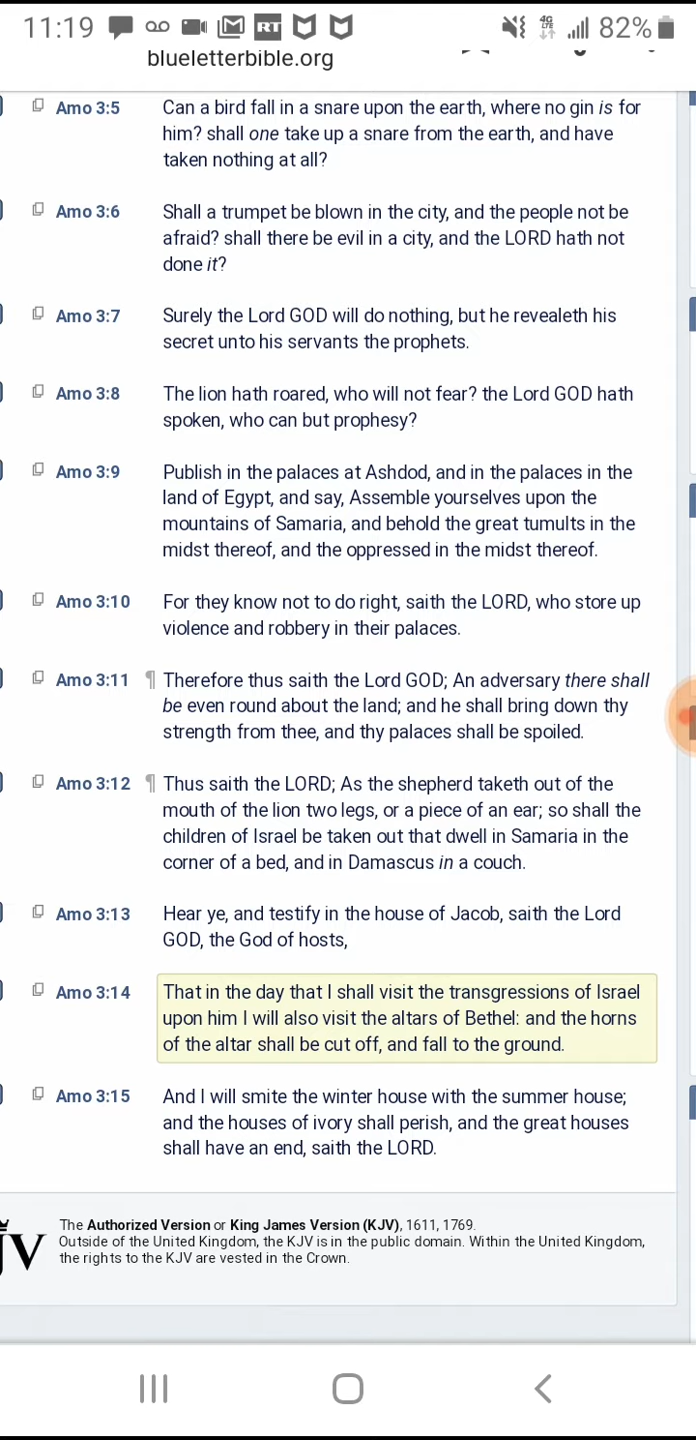 11:19 RT 4G 82%
blueletterbible.org
Amo 3:5 Can a bird fall in a snare upon the earth, where no gin is for
him? shall one take up a snare from the earth, and have
taken nothing at all?
Amo 3:6 Shall a trumpet be blown in the city, and the people not be
afraid? shall there be evil in a city, and the LORD hath not
done it?
Amo 3:7 Surely the Lord GOD will do nothing, but he revealeth his
secret unto his servants the prophets.
Amo 3:8 The lion hath roared, who will not fear? the Lord GOD hath
spoken, who can but prophesy?
Amo 3:9 Publish in the palaces at Ashdod, and in the palaces in the
land of Egypt, and say, Assemble yourselves upon the
mountains of Samaria, and behold the great tumults in the
midst thereof, and the oppressed in the midst thereof.
Amo 3:10 For they know not to do right, saith the LORD, who store up
violence and robbery in their palaces.
Amo 3:11 ¶ Therefore thus saith the Lord GOD; An adversary there shall
be even round about the land; and he shall bring down thy
strength from thee, and thy palaces shall be spoiled.
Amo 3:12 ¶ Thus saith the LORD; As the shepherd taketh out of the
mouth of the lion two legs, or a piece of an ear; so shall the
children of Israel be taken out that dwell in Samaria in the
corner of a bed, and in Damascus in a couch.
Amo 3:13 Hear ye, and testify in the house of Jacob, saith the Lord
GOD, the God of hosts,
Amo 3:14 That in the day that I shall visit the transgressions of Israel
upon him I will also visit the altars of Bethel: and the horns
of the altar shall be cut off, and fall to the ground.
Amo 3:15 And I will smite the winter house with the summer house;
and the houses of ivory shall perish, and the great houses
shall have an end, saith the LORD.
The Authorized Version or King James Version (KJV), 1611, 1769.
Outside of the United Kingdom, the KJV is in the public domain. Within the United Kingdom,
the rights to the KJV are vested in the Crown.